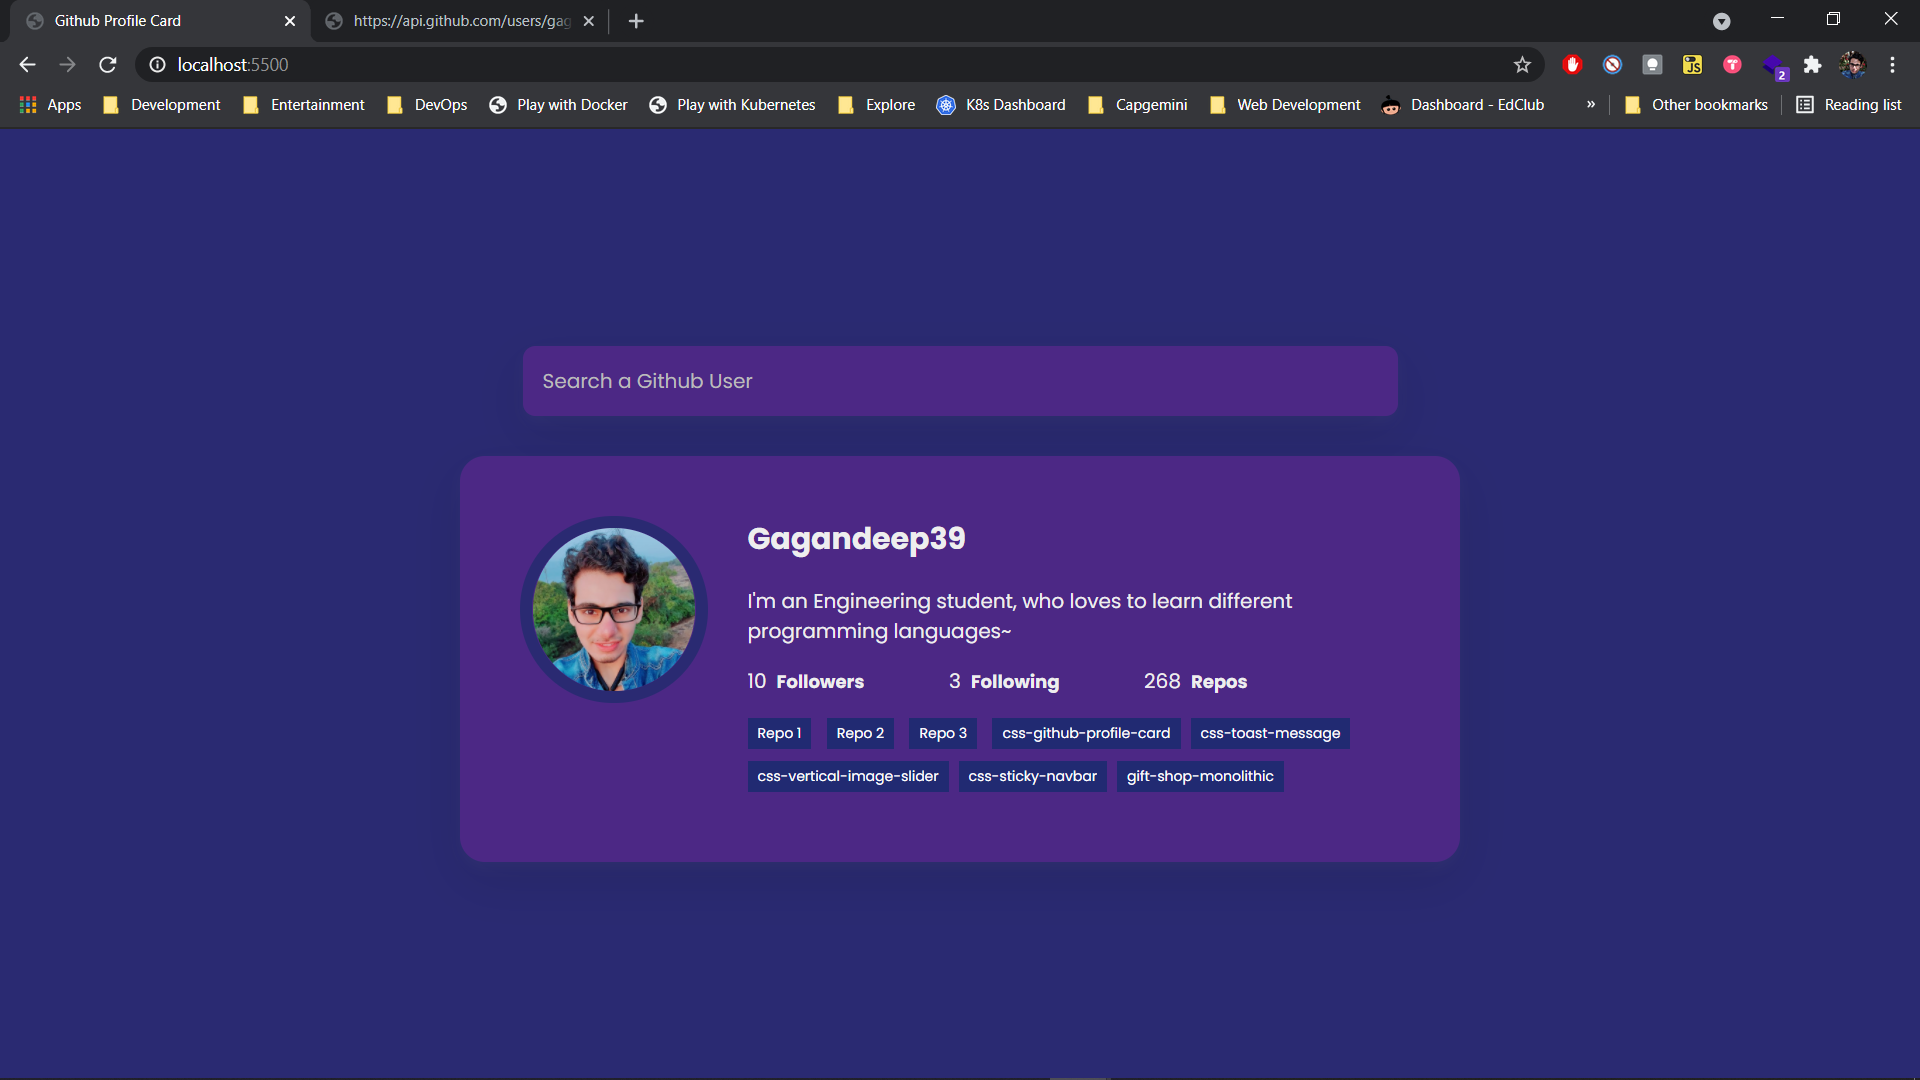 Github Profile Card
https://api.github.com/users/gag
localhost:5500
JS
2
Apps Development Entertainment DevOps Play with Docker Play with Kubernetes Explore K8s Dashboard Capgemini Web Development Dashboard - EdClub » Other bookmarks Reading list
Search a Github User
Gagandeep39
I'm an Engineering student, who loves to learn different
programming languages~
10 Followers 3 Following 268 Repos
Repo 1 Repo 2 Repo 3 css-github-profile-card css-toast-message
css-vertical-image-slider css-sticky-navbar gift-shop-monolithic